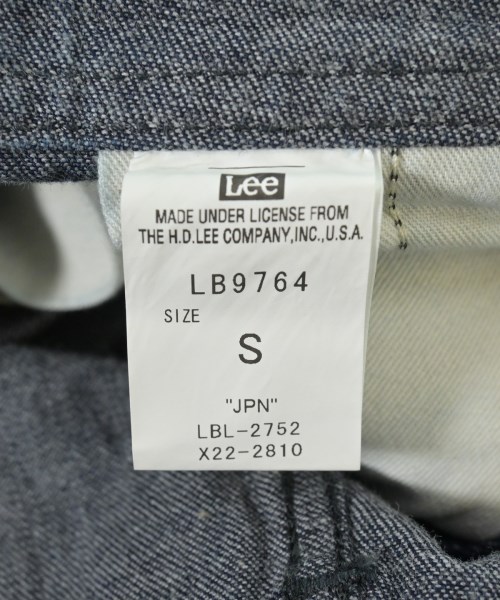 Lee
MADE UNDER LICENSE FROM
THE H.D.LEE COMPANY,INC.,U.S.A.
LB9764
SIZE
S
"JPN"
LBL-2752
X22-2810